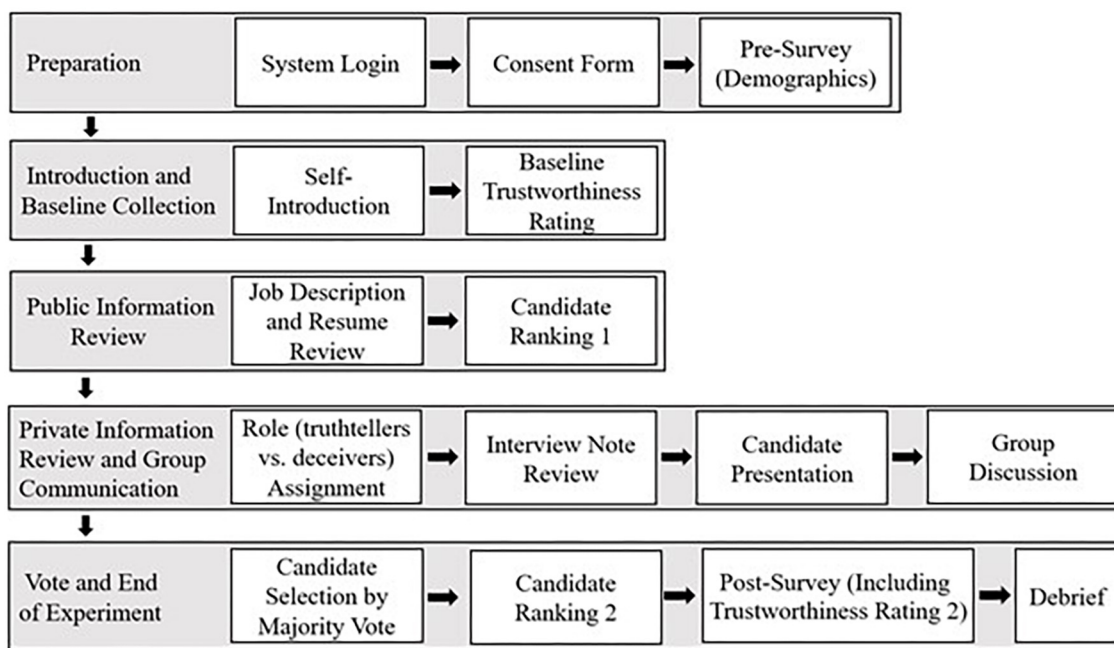 Preparation
System Login
Consent Form
Pre-Survey
(Demographics)
Introduction and
Baseline Collection
Self-
Introduction
Baseline
Trustworthiness
Rating
Public Information
Review
Job Description
and Resume
Review
Candidate
Ranking 1
Private Information
Review and Group
Communication
Role (truthtellers
vs. deceivers)
Assignment
Interview Note
Review
Candidate
Presentation
Group
Discussion
Vote and End
of Experiment
Candidate
Selection by
Majority Vote
Candidate
Ranking 2
Post-Survey (Including
Trustworthiness Rating 2)
Debrief